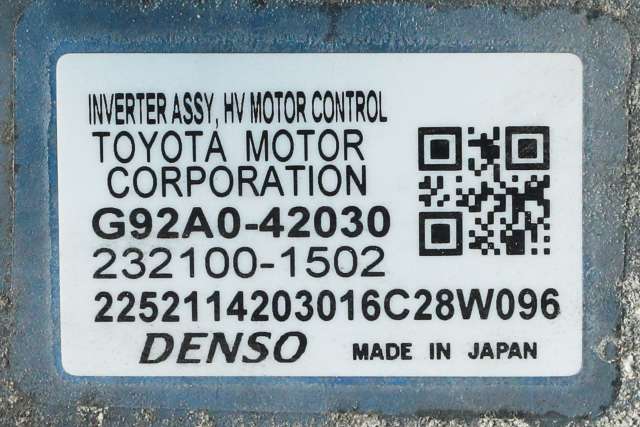 INVERTER ASSY, HV MOTOR CONTROL
TOYOTA MOTOR
CORPORATION
G92A0-42030
232100-1502
2252114203016C28W096
DENSO MADE IN JAPAN